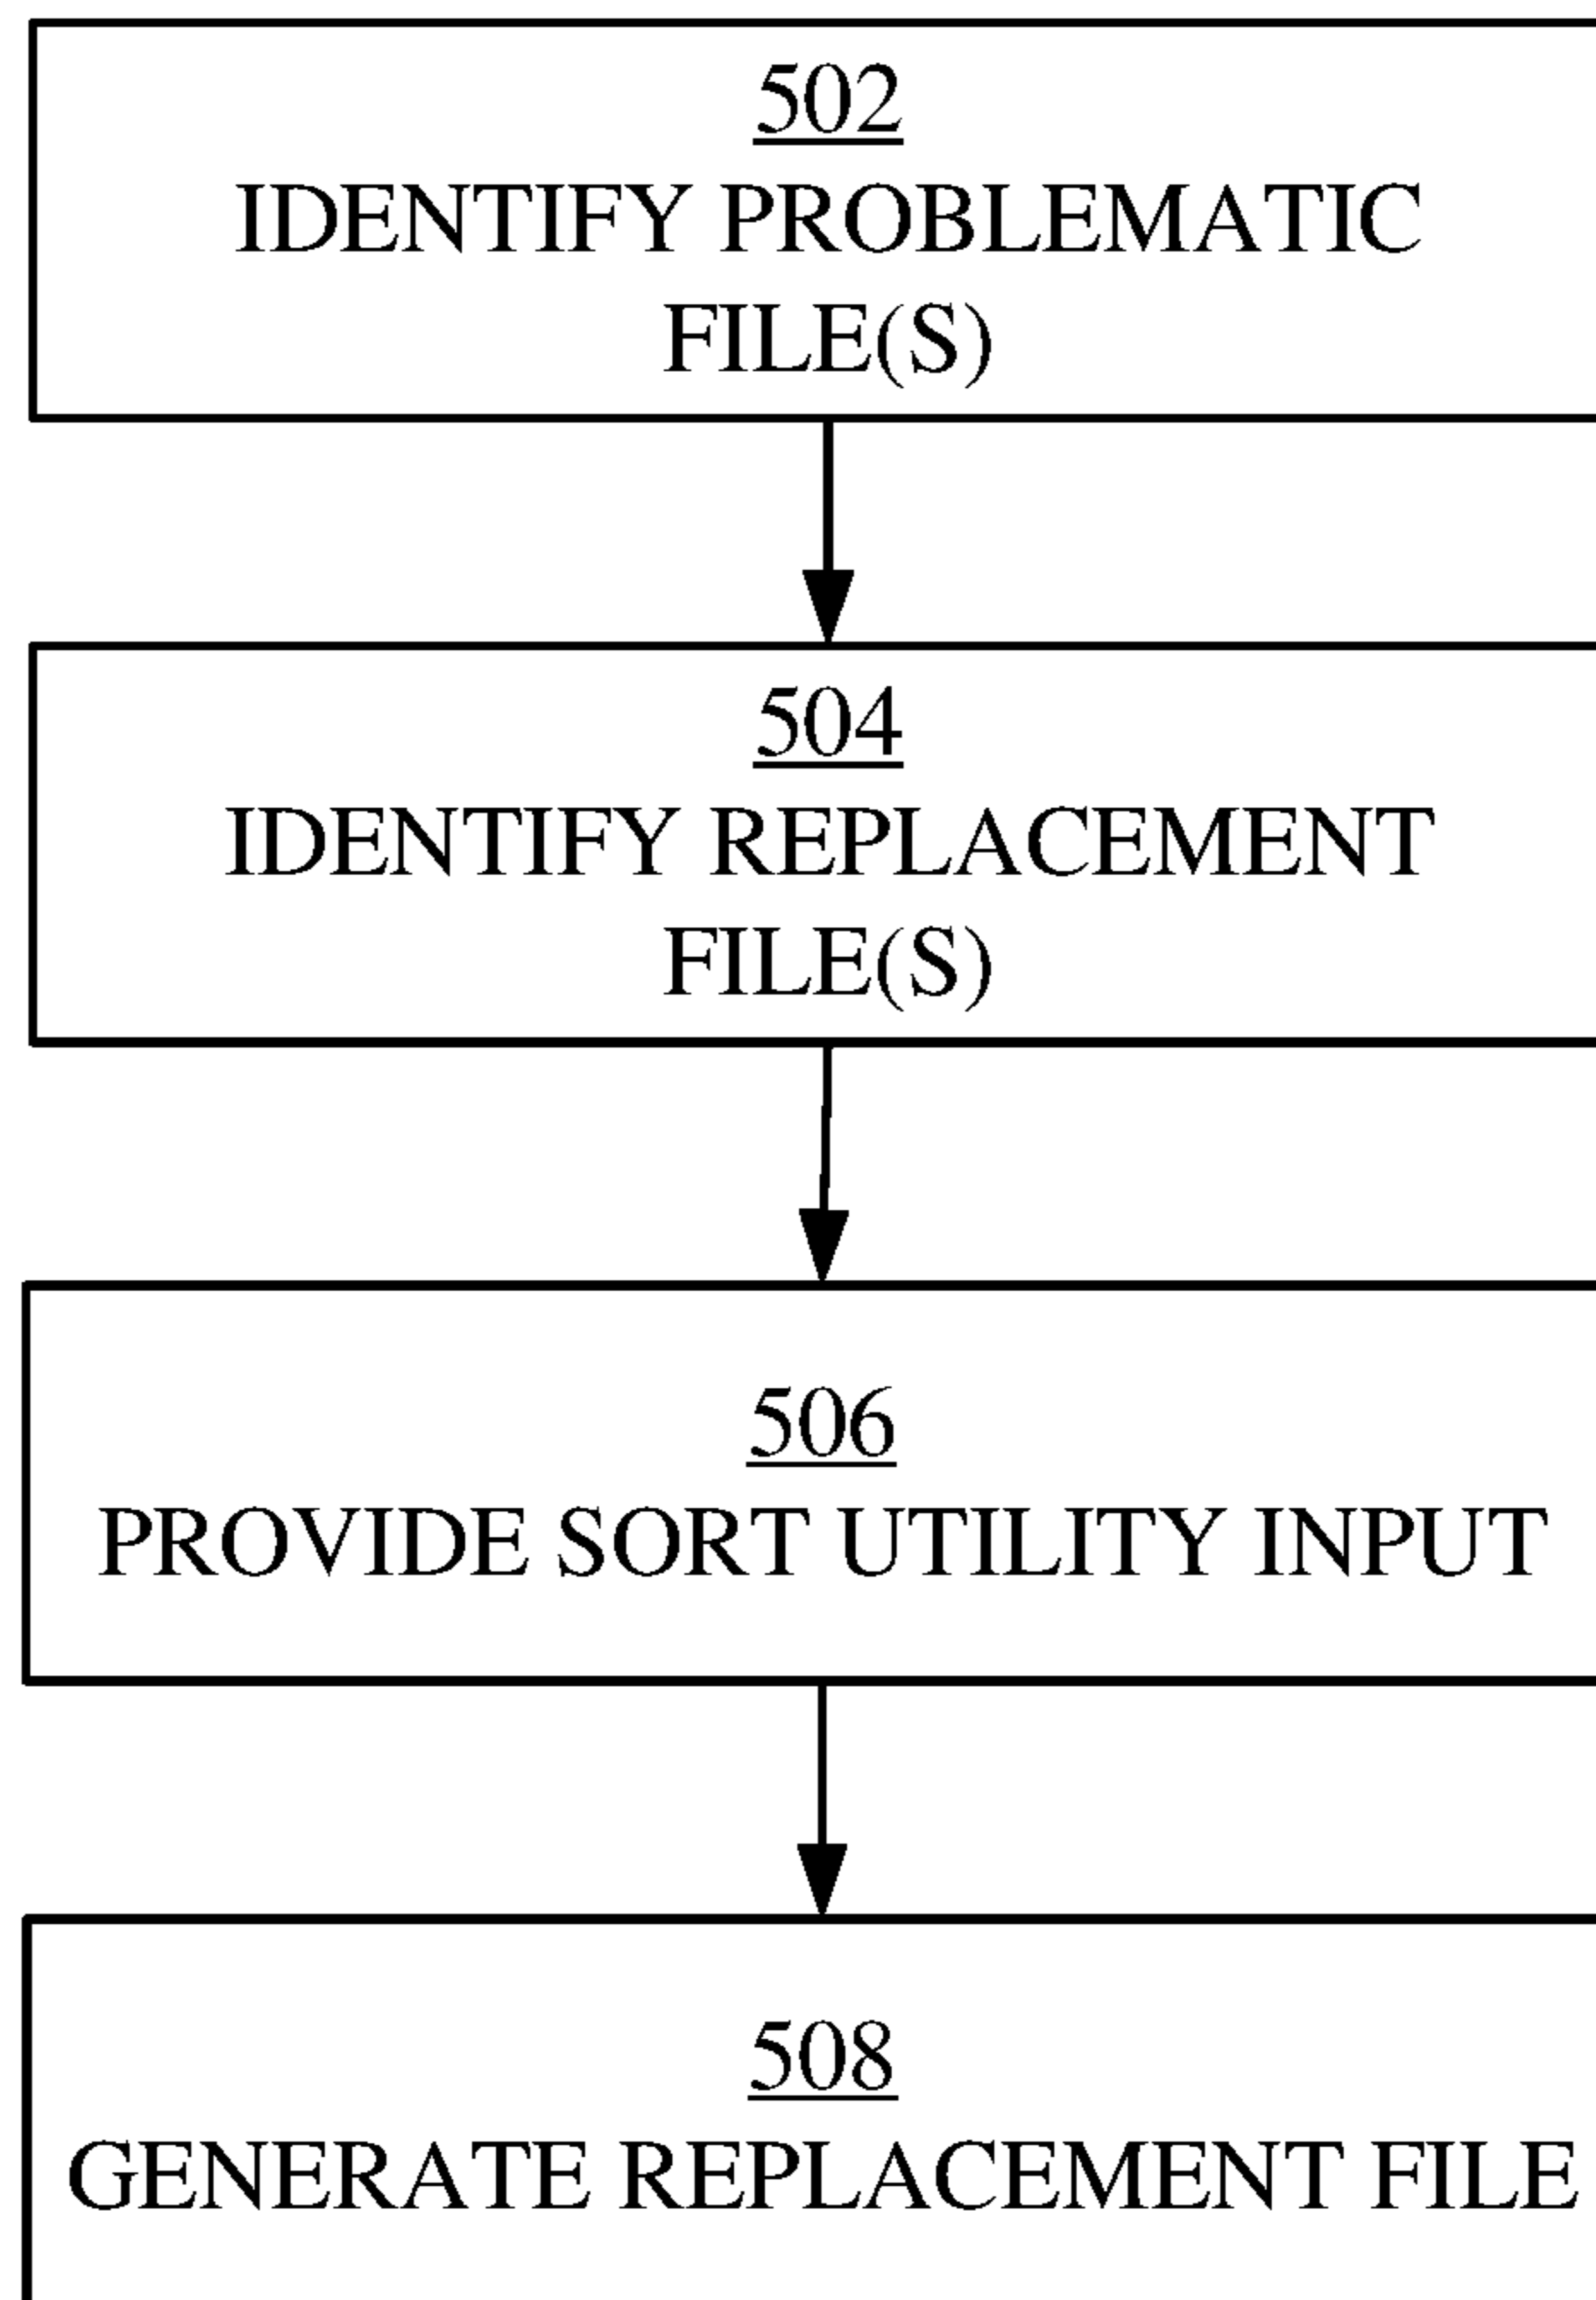 502
IDENTIFY PROBLEMATIC
FILE(S)
504
IDENTIFY REPLACEMENT
FILE(S)
506
PROVIDE SORT UTILITY INPUT
508
GENERATE REPLACEMENT FILE